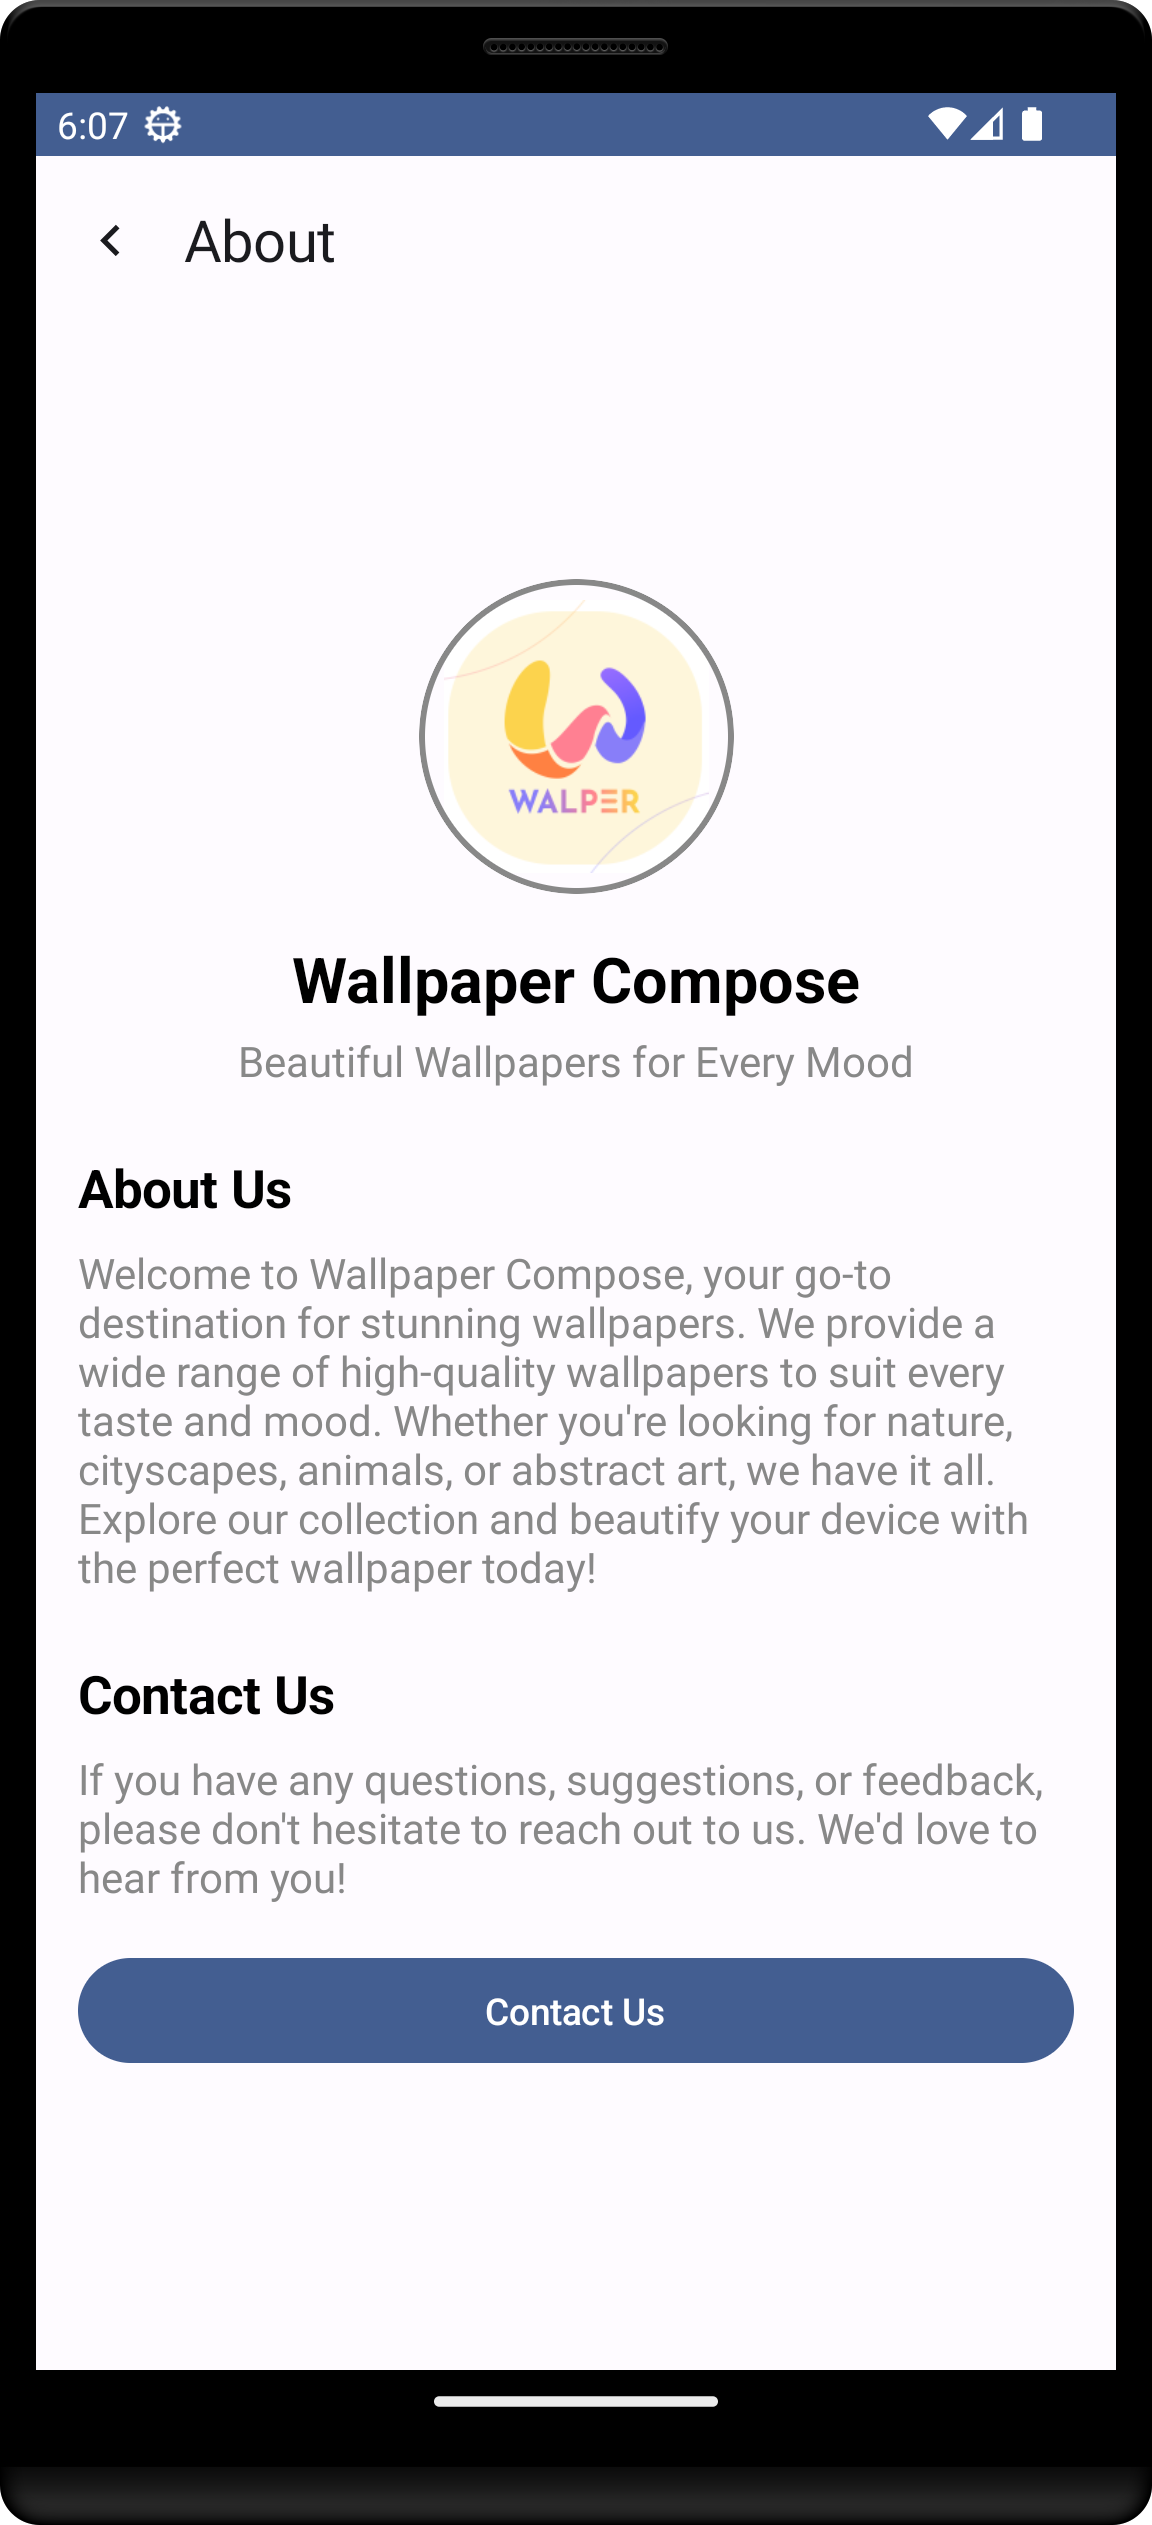 6:07
About
WALPER
Wallpaper Compose
Beautiful Wallpapers for Every Mood
About Us
Welcome to Wallpaper Compose, your go-to
destination for stunning wallpapers. We provide a
wide range of high-quality wallpapers to suit every
taste and mood. Whether you're looking for nature,
cityscapes, animals, or abstract art, we have it all.
Explore our collection and beautify your device with
the perfect wallpaper today!
Contact Us
If you have any questions, suggestions, or feedback,
please don't hesitate to reach out to us. We'd love to
hear from you!
Contact Us